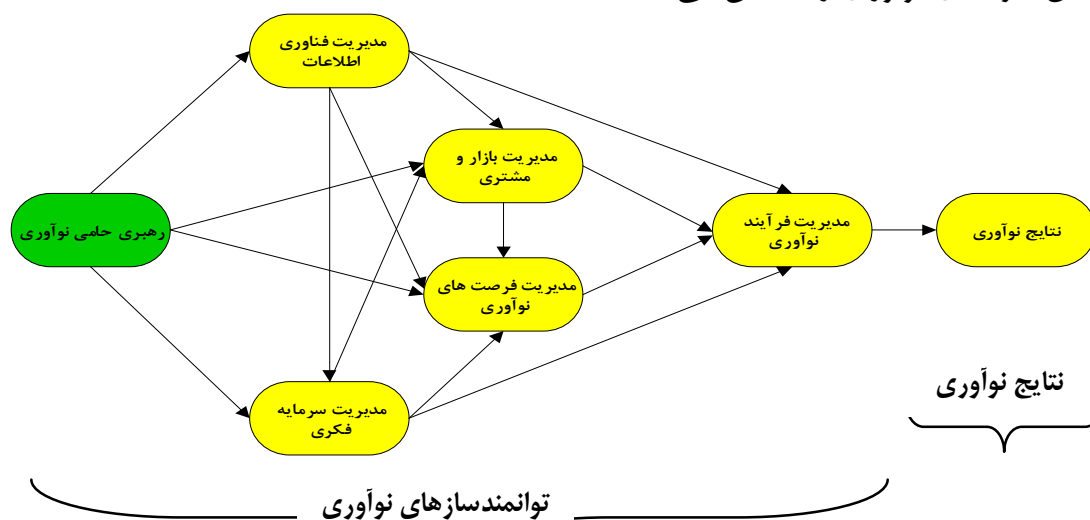 مدیریت فناوری
اطلاعات
مدیریت بازار و
مشتری
رهبری حامی نوآوری
مدیریت فرآیند
نوآوری
نتایج نوآوری
مدیریت فرصت های
نوآوری
مدیریت سرمایه
فکری
نتایج نوآوری
توانمندسازهای نوآوری